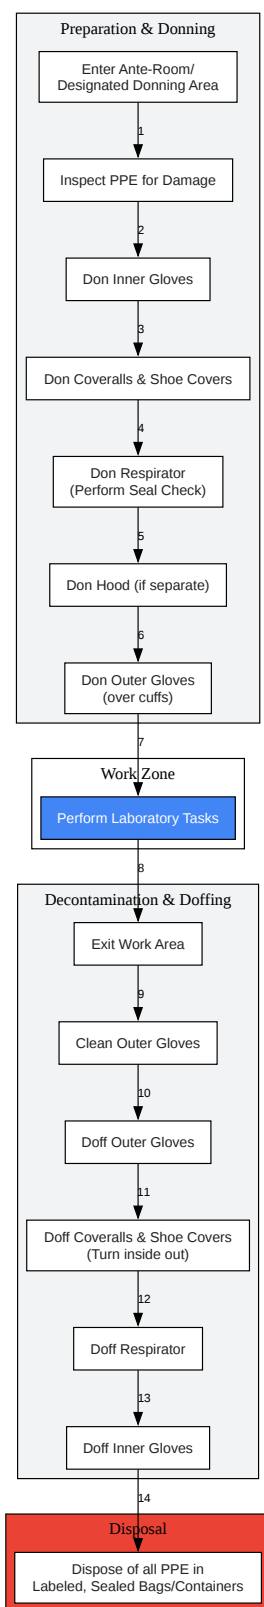 Preparation & Donning
Enter Ante-Room/
Designated Donning Area
1
Inspect PPE for Damage
2
Don Inner Gloves
3
Don Coveralls & Shoe Covers
4
Don Respirator
(Perform Seal Check)
5
Don Hood (if separate)
6
Don Outer Gloves
(over cuffs)
7
Work Zone
Perform Laboratory Tasks
8
Decontamination & Doffing
Exit Work Area
9
Clean Outer Gloves
10
Doff Outer Gloves
11
Doff Coveralls & Shoe Covers
(Turn inside out)
12
Doff Respirator
13
Doff Inner Gloves
14
Disposal
Dispose of all PPE in
Labeled, Sealed Bags/Containers